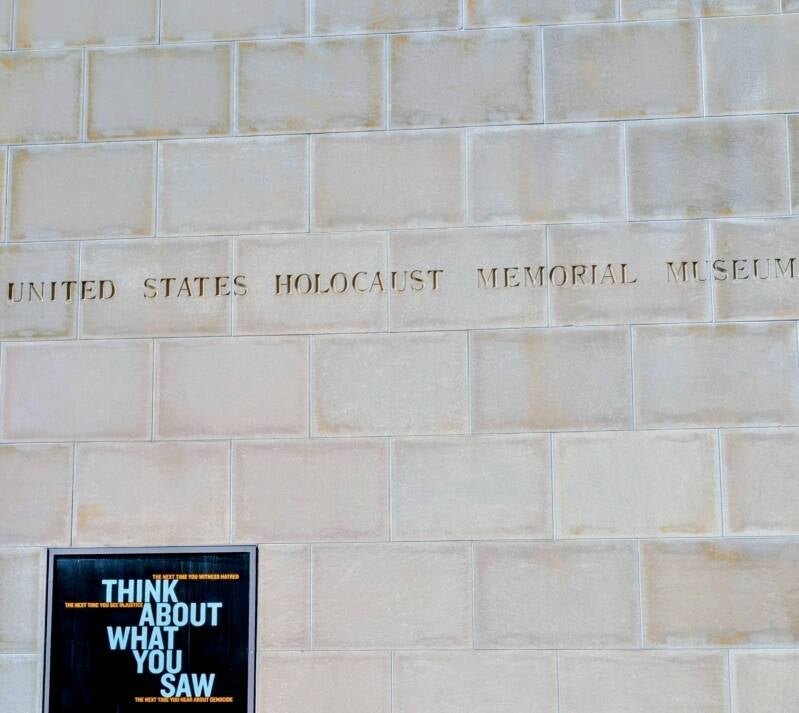 UNITED STATES HOLOCAUST MEMORIAL MUSEUM
THE NEXT TIME YOU WITNESS HATRED
THINK
THE NEXT TIME YOU SEE INJUSTICE
ABOUT
WHAT
YOU
SAW
THE NEXT TIME YOU HEAR ABOUT GENOCIDE